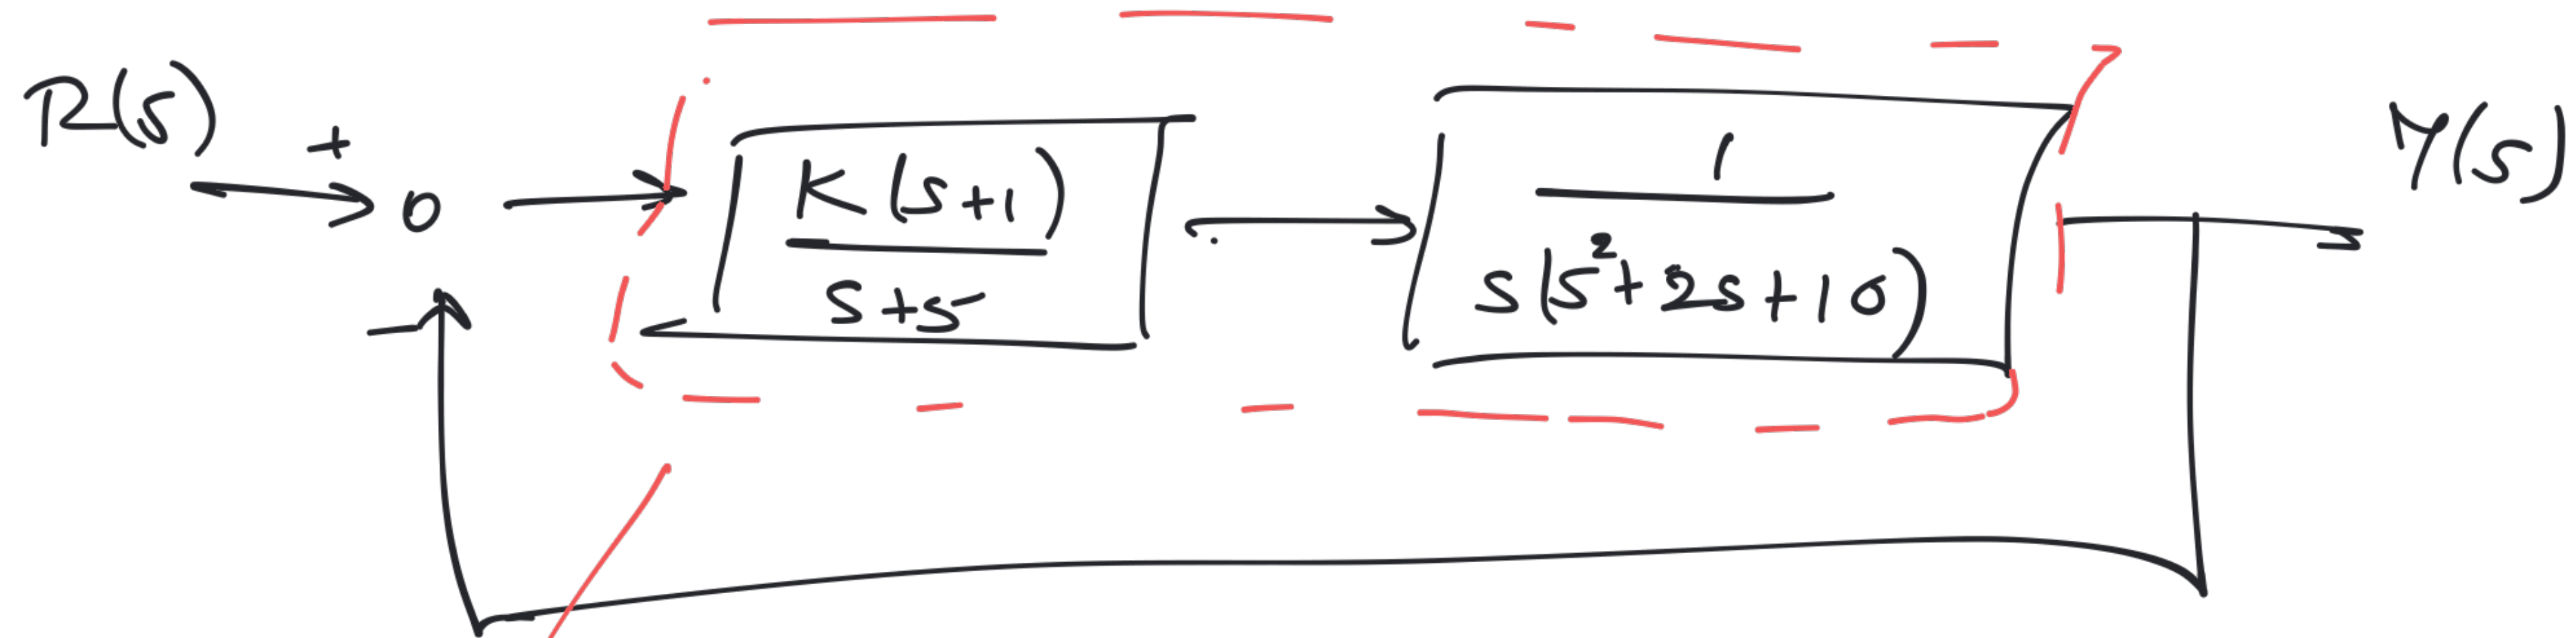 R(s)
+
o
K(s+1)
s+5
1
s(s²+2s+10)
Y(s)
−